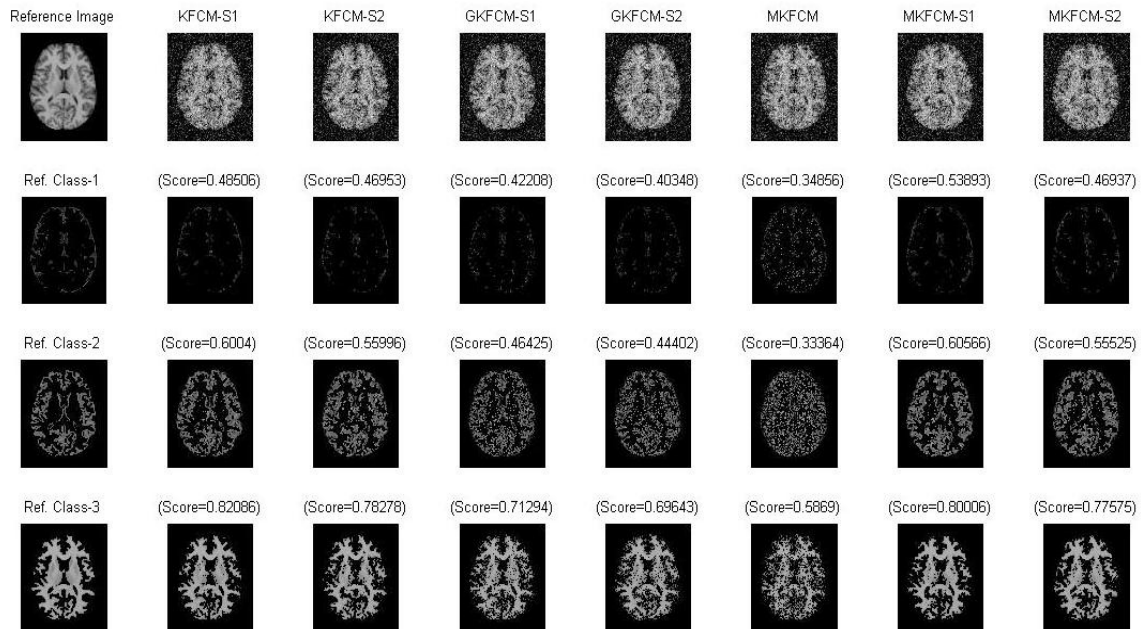 Reference Image KFCM-S1 KFCM-S2 GKFCM-S1 GKFCM-S2 MKFCM MKFCM-S1 MKFCM-S2
Ref. Class-1 (Score=0.48506) (Score=0.46953) (Score=0.42208) (Score=0.40348) (Score=0.34856) (Score=0.53893) (Score=0.46937)
Ref. Class-2 (Score=0.6004) (Score=0.55996) (Score=0.46425) (Score=0.44402) (Score=0.33364) (Score=0.60566) (Score=0.55525)
Ref. Class-3 (Score=0.82086) (Score=0.78278) (Score=0.71294) (Score=0.69643) (Score=0.5869) (Score=0.80006) (Score=0.77575)